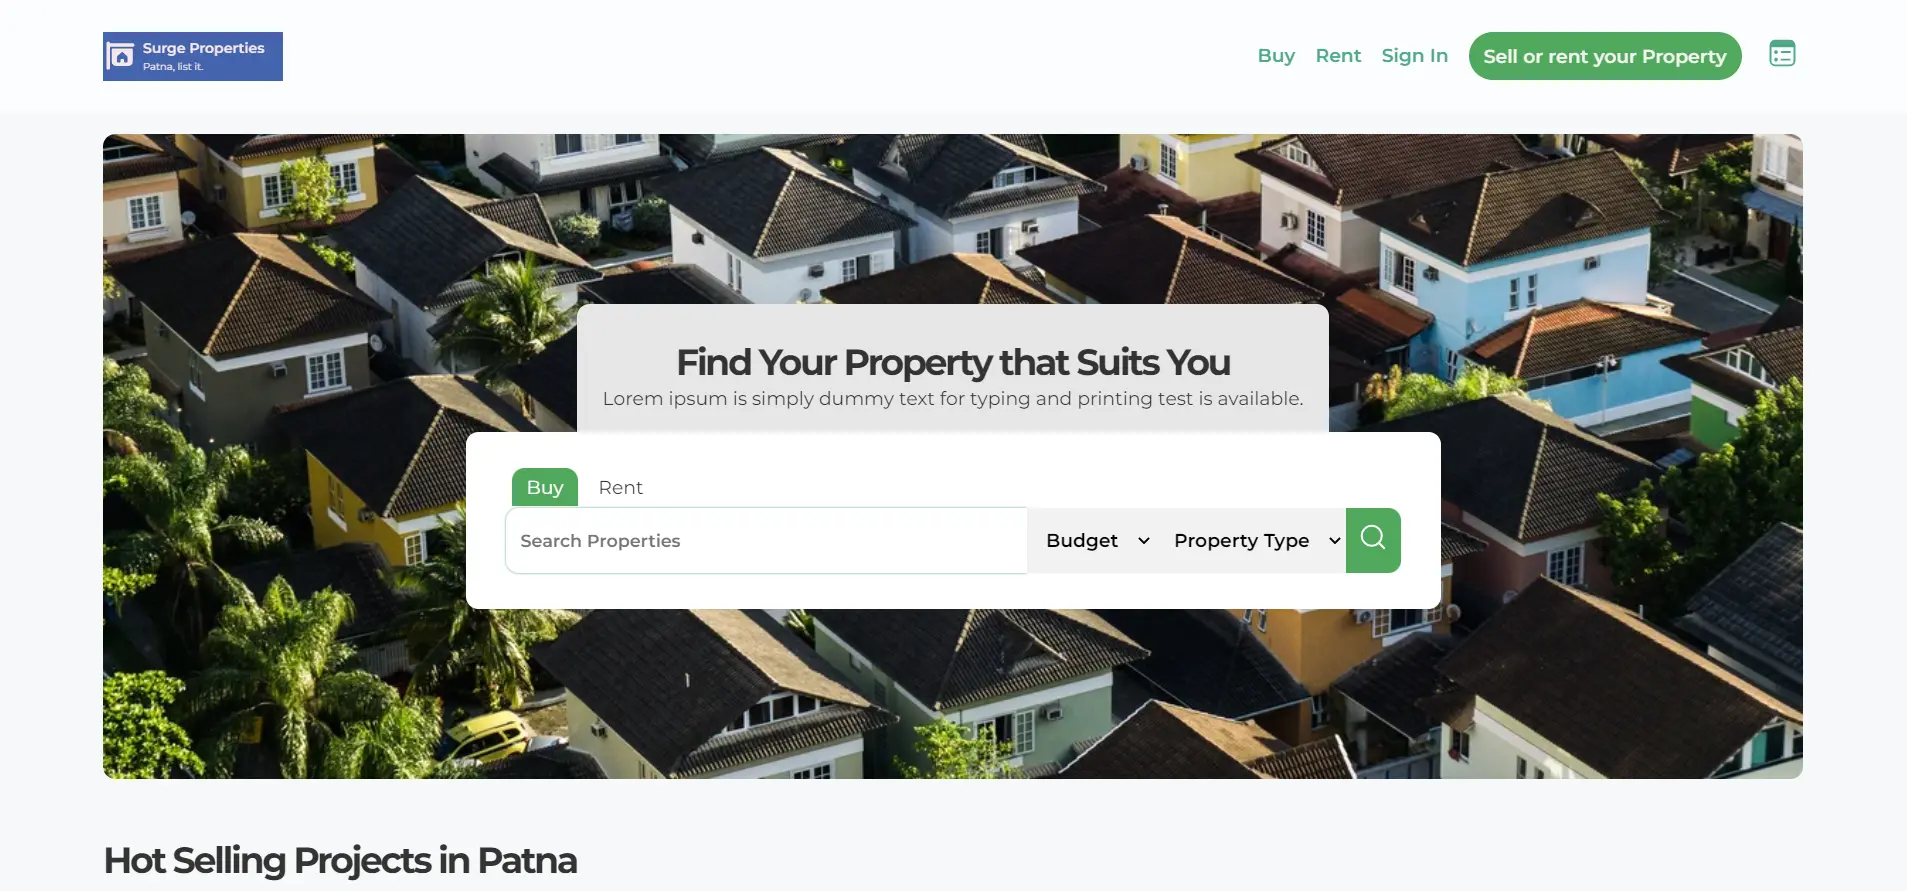 Surge Properties
Patna, list it.
Buy Rent Sign In Sell or rent your Property
Find Your Property that Suits You
Lorem ipsum is simply dummy text for typing and printing test is available.
Buy Rent
Search Properties Budget Property Type
Hot Selling Projects in Patna